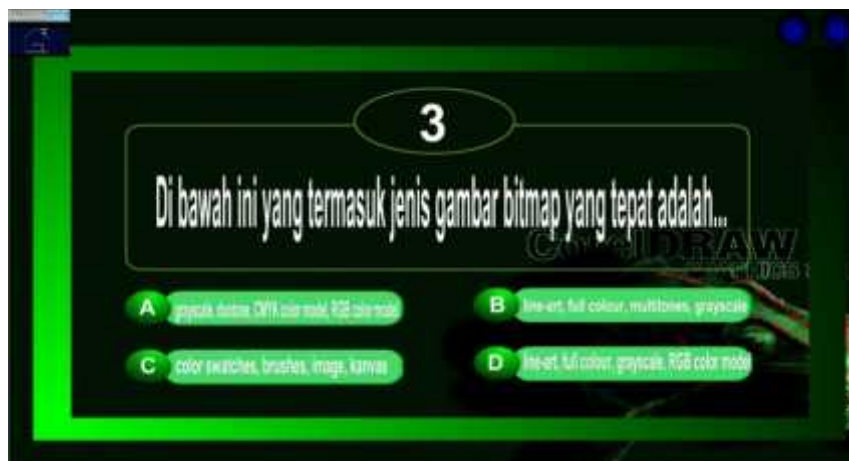 3
Di bawah ini yang termasuk jenis gambar bitmap yang tepat adalah...
CorelDRAW
A grayscale, duotone, CMYK color model, RGB color model
B line-art, full colour, multitones, grayscale
C color swatches, brushes, image, kanvas
D line-art, full colour, grayscale, RGB color model